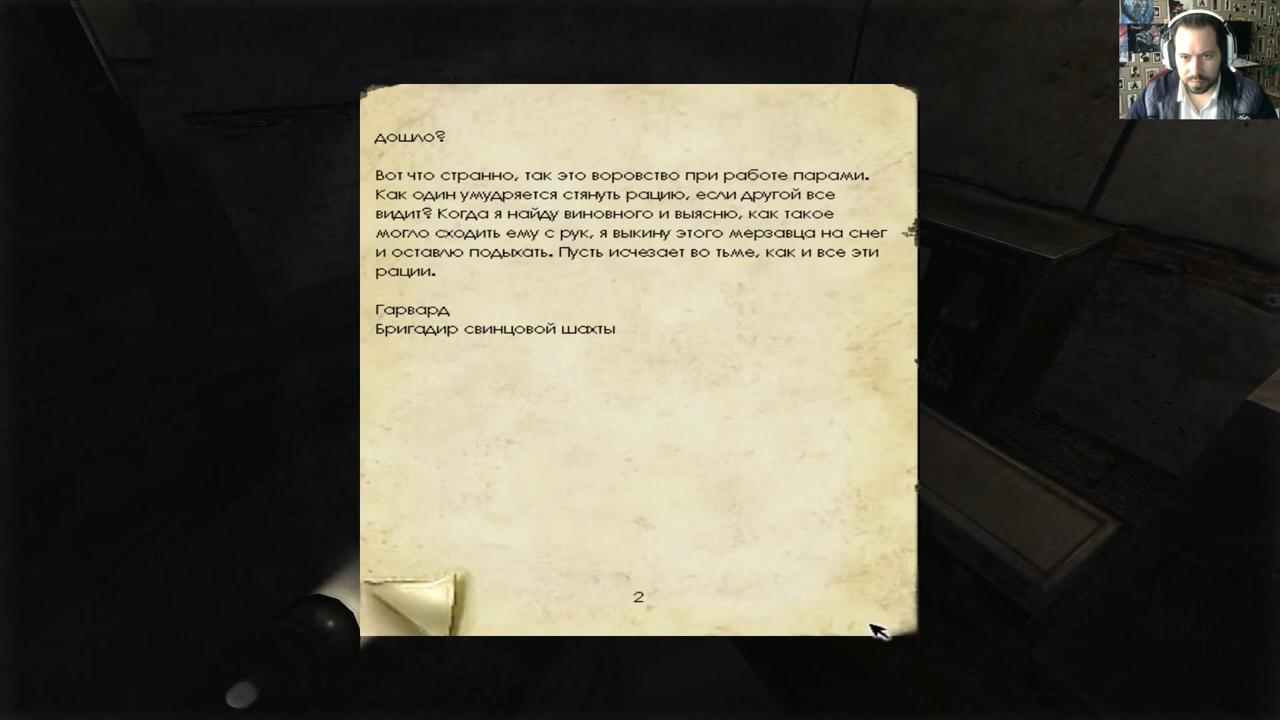 дошло?
Вот что странно, так это воровство при работе парами.
Как один умудряется стянуть рацию, если другой все
видит? Когда я найду виновного и выясню, как такое
могло сходить ему с рук, я выкину этого мерзавца на снег
и оставлю подыхать. Пусть исчезает во тьме, как и все эти
рации.
Гарвард
Бригадир свинцовой шахты
2